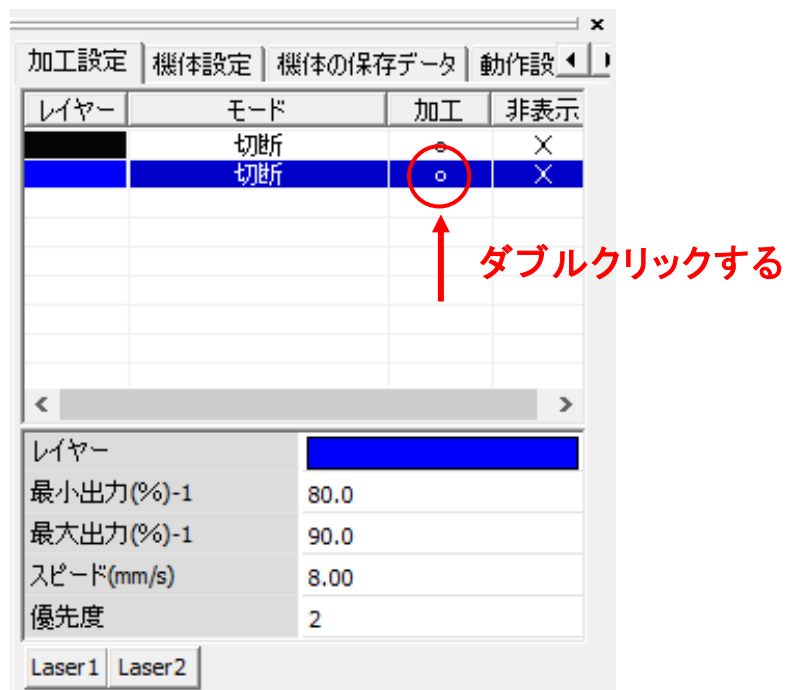 加工設定 機体設定 機体の保存データ 動作設
レイヤー モード 加工 非表示
切断 o X
切断 o X
ダブルクリックする
レイヤー
最小出力(%)-1 80.0
最大出力(%)-1 90.0
スピード(mm/s) 8.00
優先度 2
Laser1 Laser2